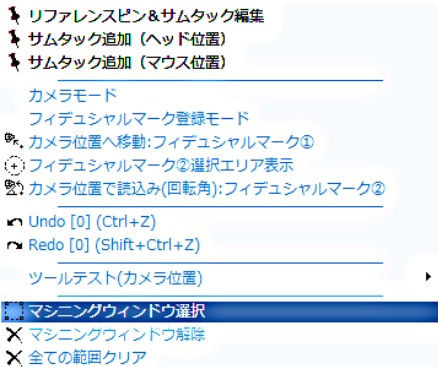 リファレンスピン＆サムタック編集
サムタック追加（ヘッド位置）
サムタック追加（マウス位置）
カメラモード
フィデュシャルマーク登録モード
カメラ位置へ移動:フィデュシャルマーク①
フィデュシャルマーク②選択エリア表示
カメラ位置で読込み(回転角):フィデュシャルマーク②
Undo [0] (Ctrl+Z)
Redo [0] (Shift+Ctrl+Z)
ツールテスト(カメラ位置)
マシニングウィンドウ選択
マシニングウィンドウ解除
全ての範囲クリア